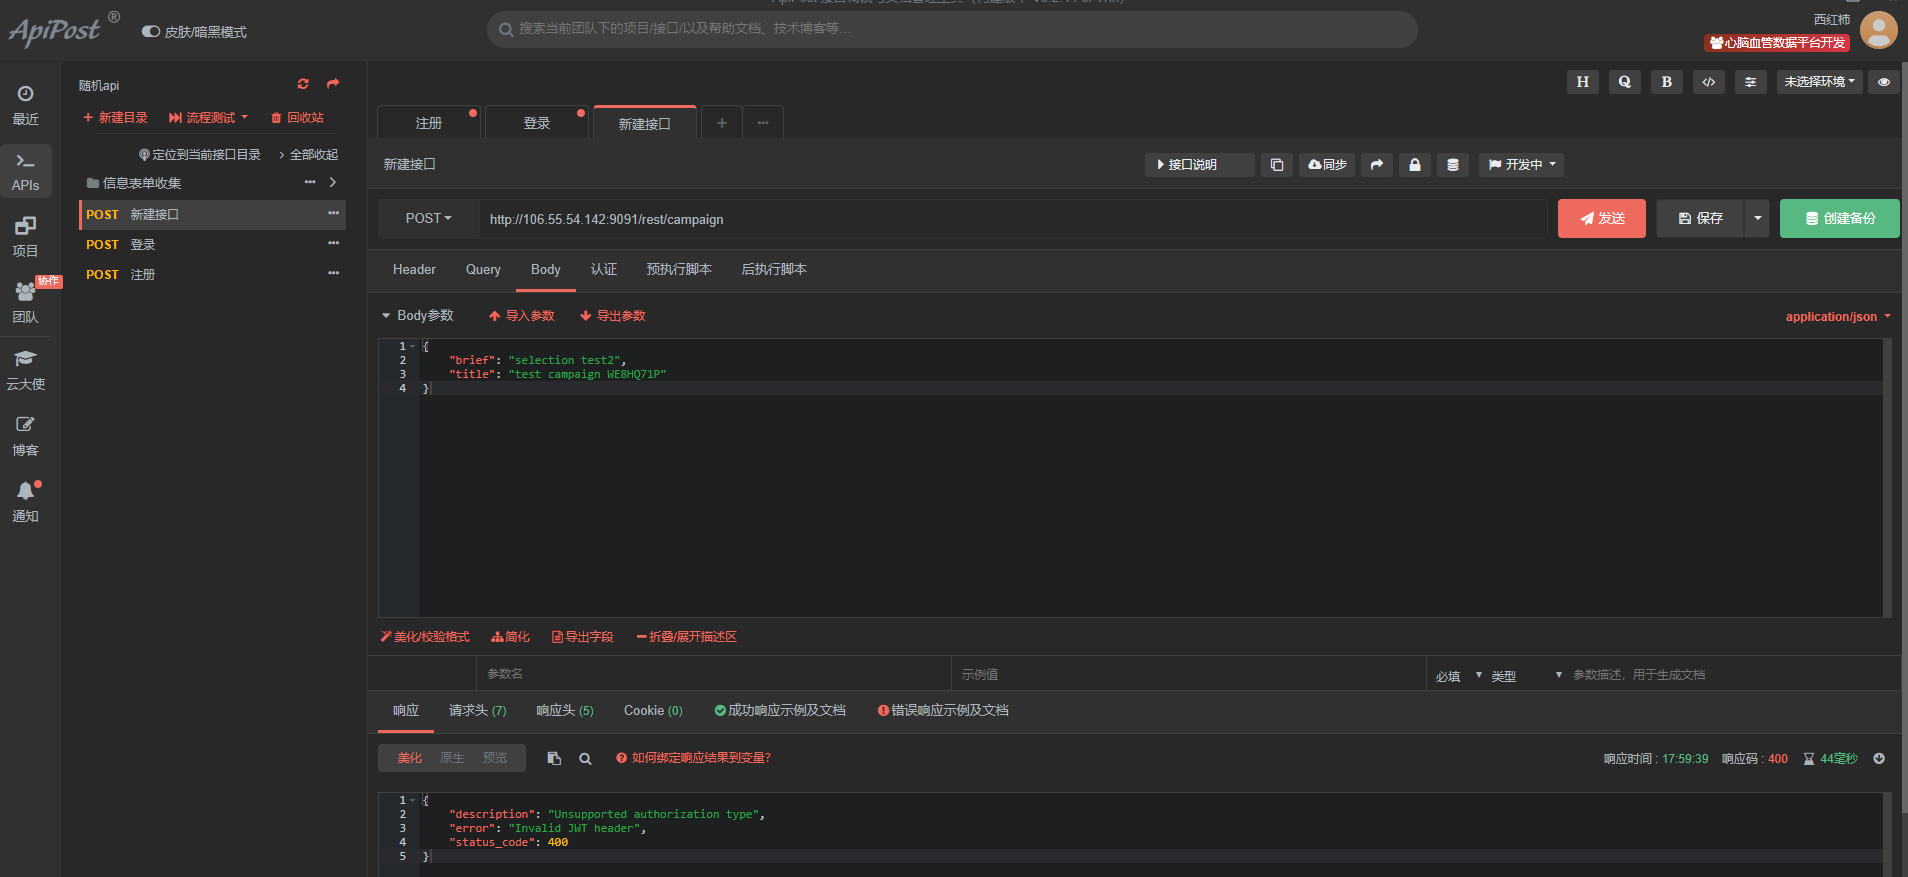 ApiPost®
皮肤/暗黑模式
搜索当前团队下的项目/接口/以及帮助文档、技术博客等...
西红柿
心脑血管数据平台开发
最近
APIs
项目
协作
团队
云大使
博客
通知
随机api
新建目录
流程测试
回收站
定位到当前接口目录
全部收起
信息表单收集
POST 新建接口
POST 登录
POST 注册
H Q B </> 未选择环境
注册 登录 新建接口 + ...
新建接口
接口说明 同步 开发中
POST http://106.55.54.142:9091/rest/campaign 发送 保存 创建备份
Header Query Body 认证 预执行脚本 后执行脚本
Body参数 导入参数 导出参数 application/json
1 {
2 "brief": "selection test2",
3 "title": "test campaign WE8HQ71P"
4 }
美化/校验格式 简化 导出字段 折叠/展开描述区
参数名 示例值 必填 类型 参数描述，用于生成文档
响应 请求头 (7) 响应头 (5) Cookie (0) 成功响应示例及文档 错误响应示例及文档
美化 原生 预览 如何绑定响应结果到变量? 响应时间 : 17:59:39 响应码 : 400 44毫秒
1 {
2 "description": "Unsupported authorization type",
3 "error": "Invalid JWT header",
4 "status_code": 400
5 }